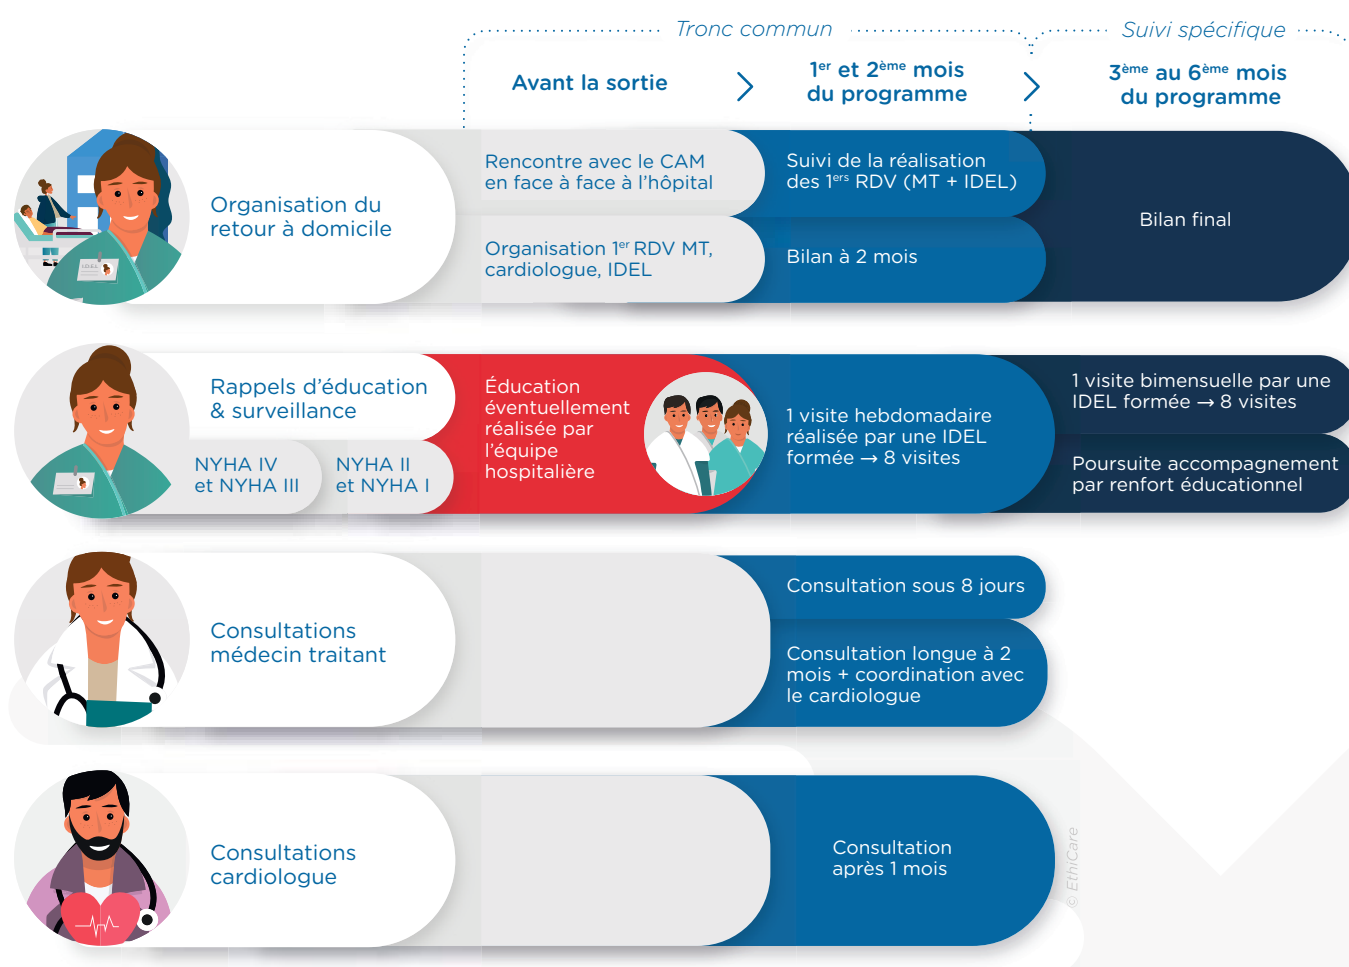 Tronc commun
Suivi spécifique
Avant la sortie
1er et 2ème mois
du programme
3ème au 6ème mois
du programme
Organisation du
retour à domicile
Rencontre avec le CAM
en face à face à l'hôpital
Organisation 1er RDV MT,
cardiologue, IDEL
Suivi de la réalisation
des 1ers RDV (MT + IDEL)
Bilan à 2 mois
Bilan final
IDEL
Rappels d'éducation
& surveillance
NYHA IV
et NYHA III
NYHA II
et NYHA I
Éducation
éventuellement
réalisée par
l'équipe
hospitalière
1 visite hebdomadaire
réalisée par une IDEL
formée → 8 visites
1 visite bimensuelle par une
IDEL formée → 8 visites
Poursuite accompagnement
par renfort éducationnel
Consultations
médecin traitant
Consultation sous 8 jours
Consultation longue à 2
mois + coordination avec
le cardiologue
Consultations
cardiologue
Consultation
après 1 mois
© EthiCare